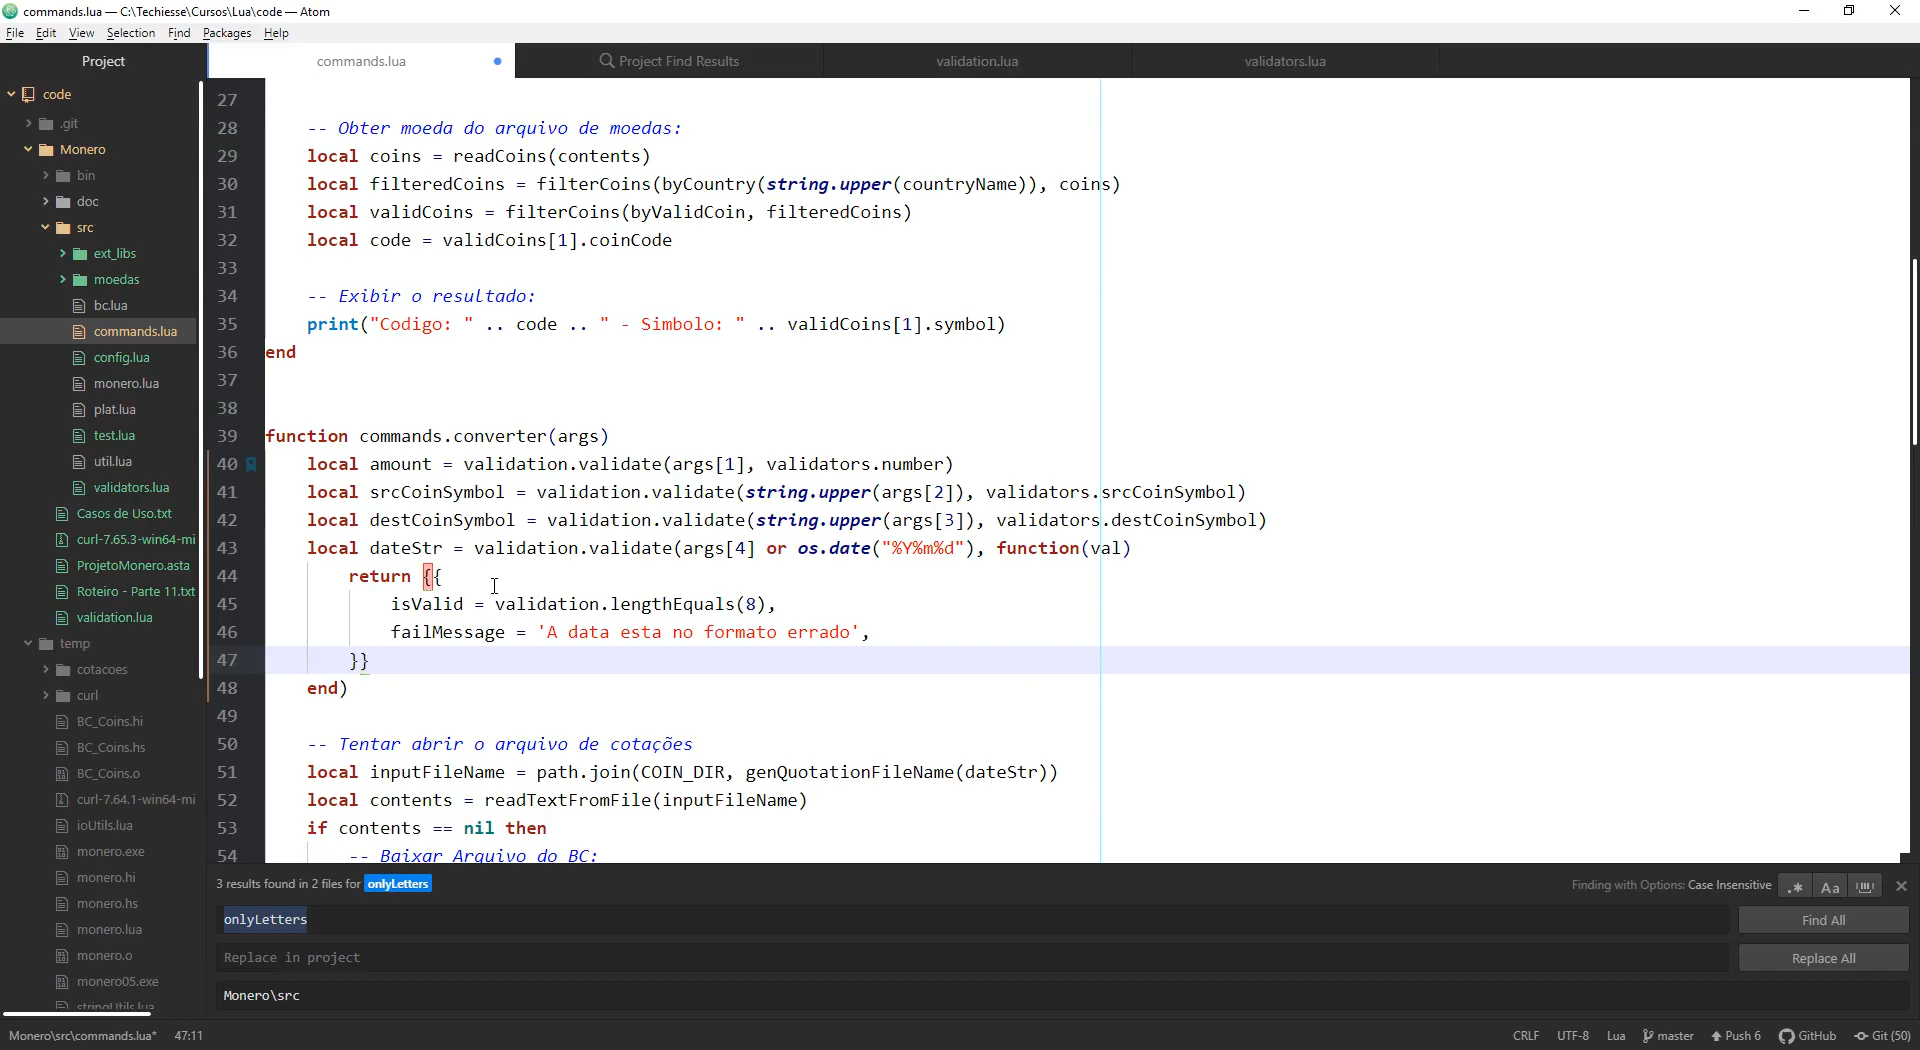 commands.lua — C:\Techiesse\Cursos\Lua\code — Atom
File Edit View Selection Find Packages Help
Project
code
.git
Monero
bin
doc
src
ext_libs
moedas
bc.lua
commands.lua
config.lua
monero.lua
plat.lua
test.lua
util.lua
validators.lua
Casos de Uso.txt
curl-7.65.3-win64-mi
ProjetoMonero.asta
Roteiro - Parte 11.txt
validation.lua
temp
cotacoes
curl
BC_Coins.hi
BC_Coins.hs
BC_Coins.o
curl-7.64.1-win64-mi
ioUtils.lua
monero.exe
monero.hi
monero.hs
monero.lua
monero.o
monero05.exe
stringUtils.lua
commands.lua Project Find Results validation.lua validators.lua
27
28 -- Obter moeda do arquivo de moedas:
29 local coins = readCoins(contents)
30 local filteredCoins = filterCoins(byCountry(string.upper(countryName)), coins)
31 local validCoins = filterCoins(byValidCoin, filteredCoins)
32 local code = validCoins[1].coinCode
33
34 -- Exibir o resultado:
35 print("Codigo: " .. code .. " - Simbolo: " .. validCoins[1].symbol)
36 end
37
38
39 function commands.converter(args)
40 local amount = validation.validate(args[1], validators.number)
41 local srcCoinSymbol = validation.validate(string.upper(args[2]), validators.srcCoinSymbol)
42 local destCoinSymbol = validation.validate(string.upper(args[3]), validators.destCoinSymbol)
43 local dateStr = validation.validate(args[4] or os.date("%Y%m%d"), function(val)
44 return {{
45 isValid = validation.lengthEquals(8),
46 failMessage = 'A data esta no formato errado',
47 }}
48 end)
49
50 -- Tentar abrir o arquivo de cotações
51 local inputFileName = path.join(COIN_DIR, genQuotationFileName(dateStr))
52 local contents = readTextFromFile(inputFileName)
53 if contents == nil then
54 -- Baixar Arquivo do BC:
3 results found in 2 files for onlyLetters
Finding with Options: Case Insensitive .* Aa
onlyLetters
Find All
Replace in project
Replace All
Monero\src
Monero\src\commands.lua* 47:11 CRLF UTF-8 Lua master Push 6 GitHub Git (50)